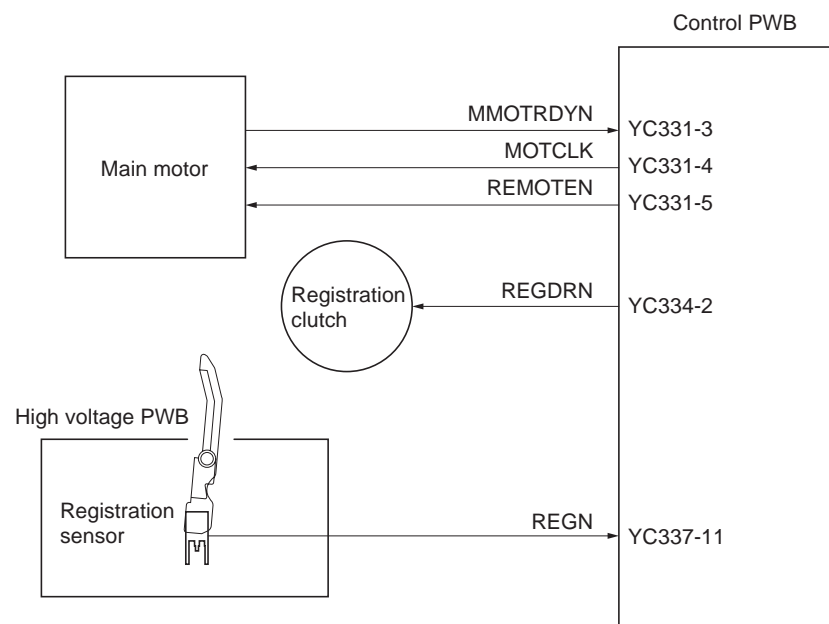 Control PWB
Main motor
MMOTRDYN
YC331-3
MOTCLK
YC331-4
REMOTEN
YC331-5
Registration
clutch
REGDRN
YC334-2
High voltage PWB
Registration
sensor
REGN
YC337-11